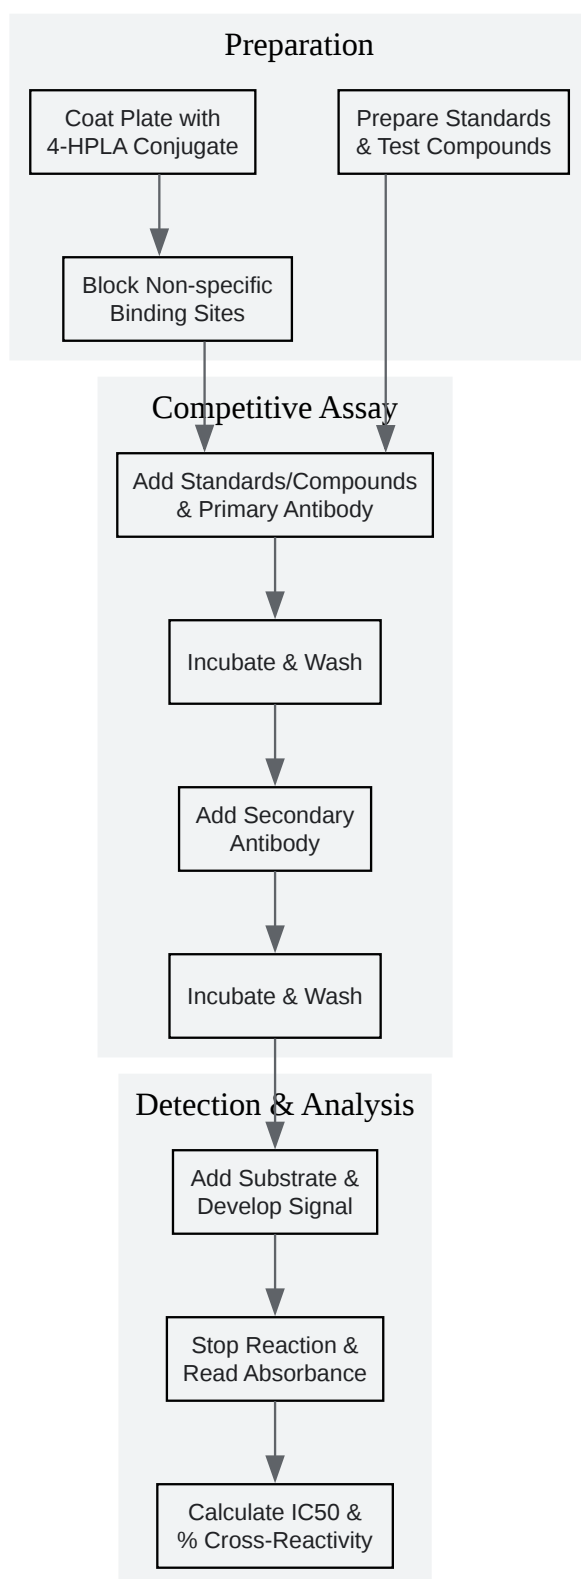 Preparation
Coat Plate with
4-HPLA Conjugate
Prepare Standards
& Test Compounds
Block Non-specific
Binding Sites
Competitive Assay
Add Standards/Compounds
& Primary Antibody
Incubate & Wash
Add Secondary
Antibody
Incubate & Wash
Detection & Analysis
Add Substrate &
Develop Signal
Stop Reaction &
Read Absorbance
Calculate IC50 &
% Cross-Reactivity